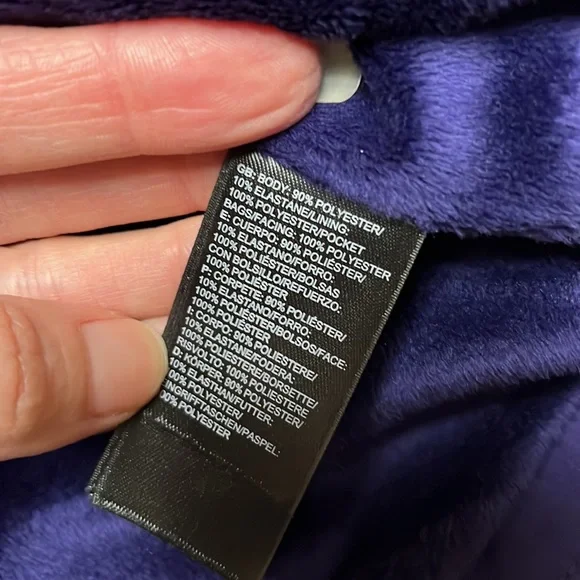 GB: BODY: 90% POLYESTER/
10% ELASTANE/LINING:
100% POLYESTER/POCKET
BAGS/FACING: 100% POLYESTER
E: CUERPO: 90% POLIÉSTER/
10% ELASTANO/FORRO:
100% POLIÉSTER/BOLSAS
CON BOLSILLO/REFUERZO:
100% POLIÉSTER
P: CORPETE: 90% POLIÉSTER/
10% ELASTANO/FORRO:
100% POLIÉSTER/BOLSOS/FACE:
100% POLIÉSTER
I: CORPO: 90% POLIESTERE/
10% ELASTANE/FODERA:
100% POLIESTERE/BORSETTE/
RISVOLTI: 100% POLIESTERE
D: KÖRPER: 90% POLYESTER/
10% ELASTHAN/FUTTER:
100% POLYESTER/
EINGRIFFTASCHEN/PASPEL:
100% POLYESTER